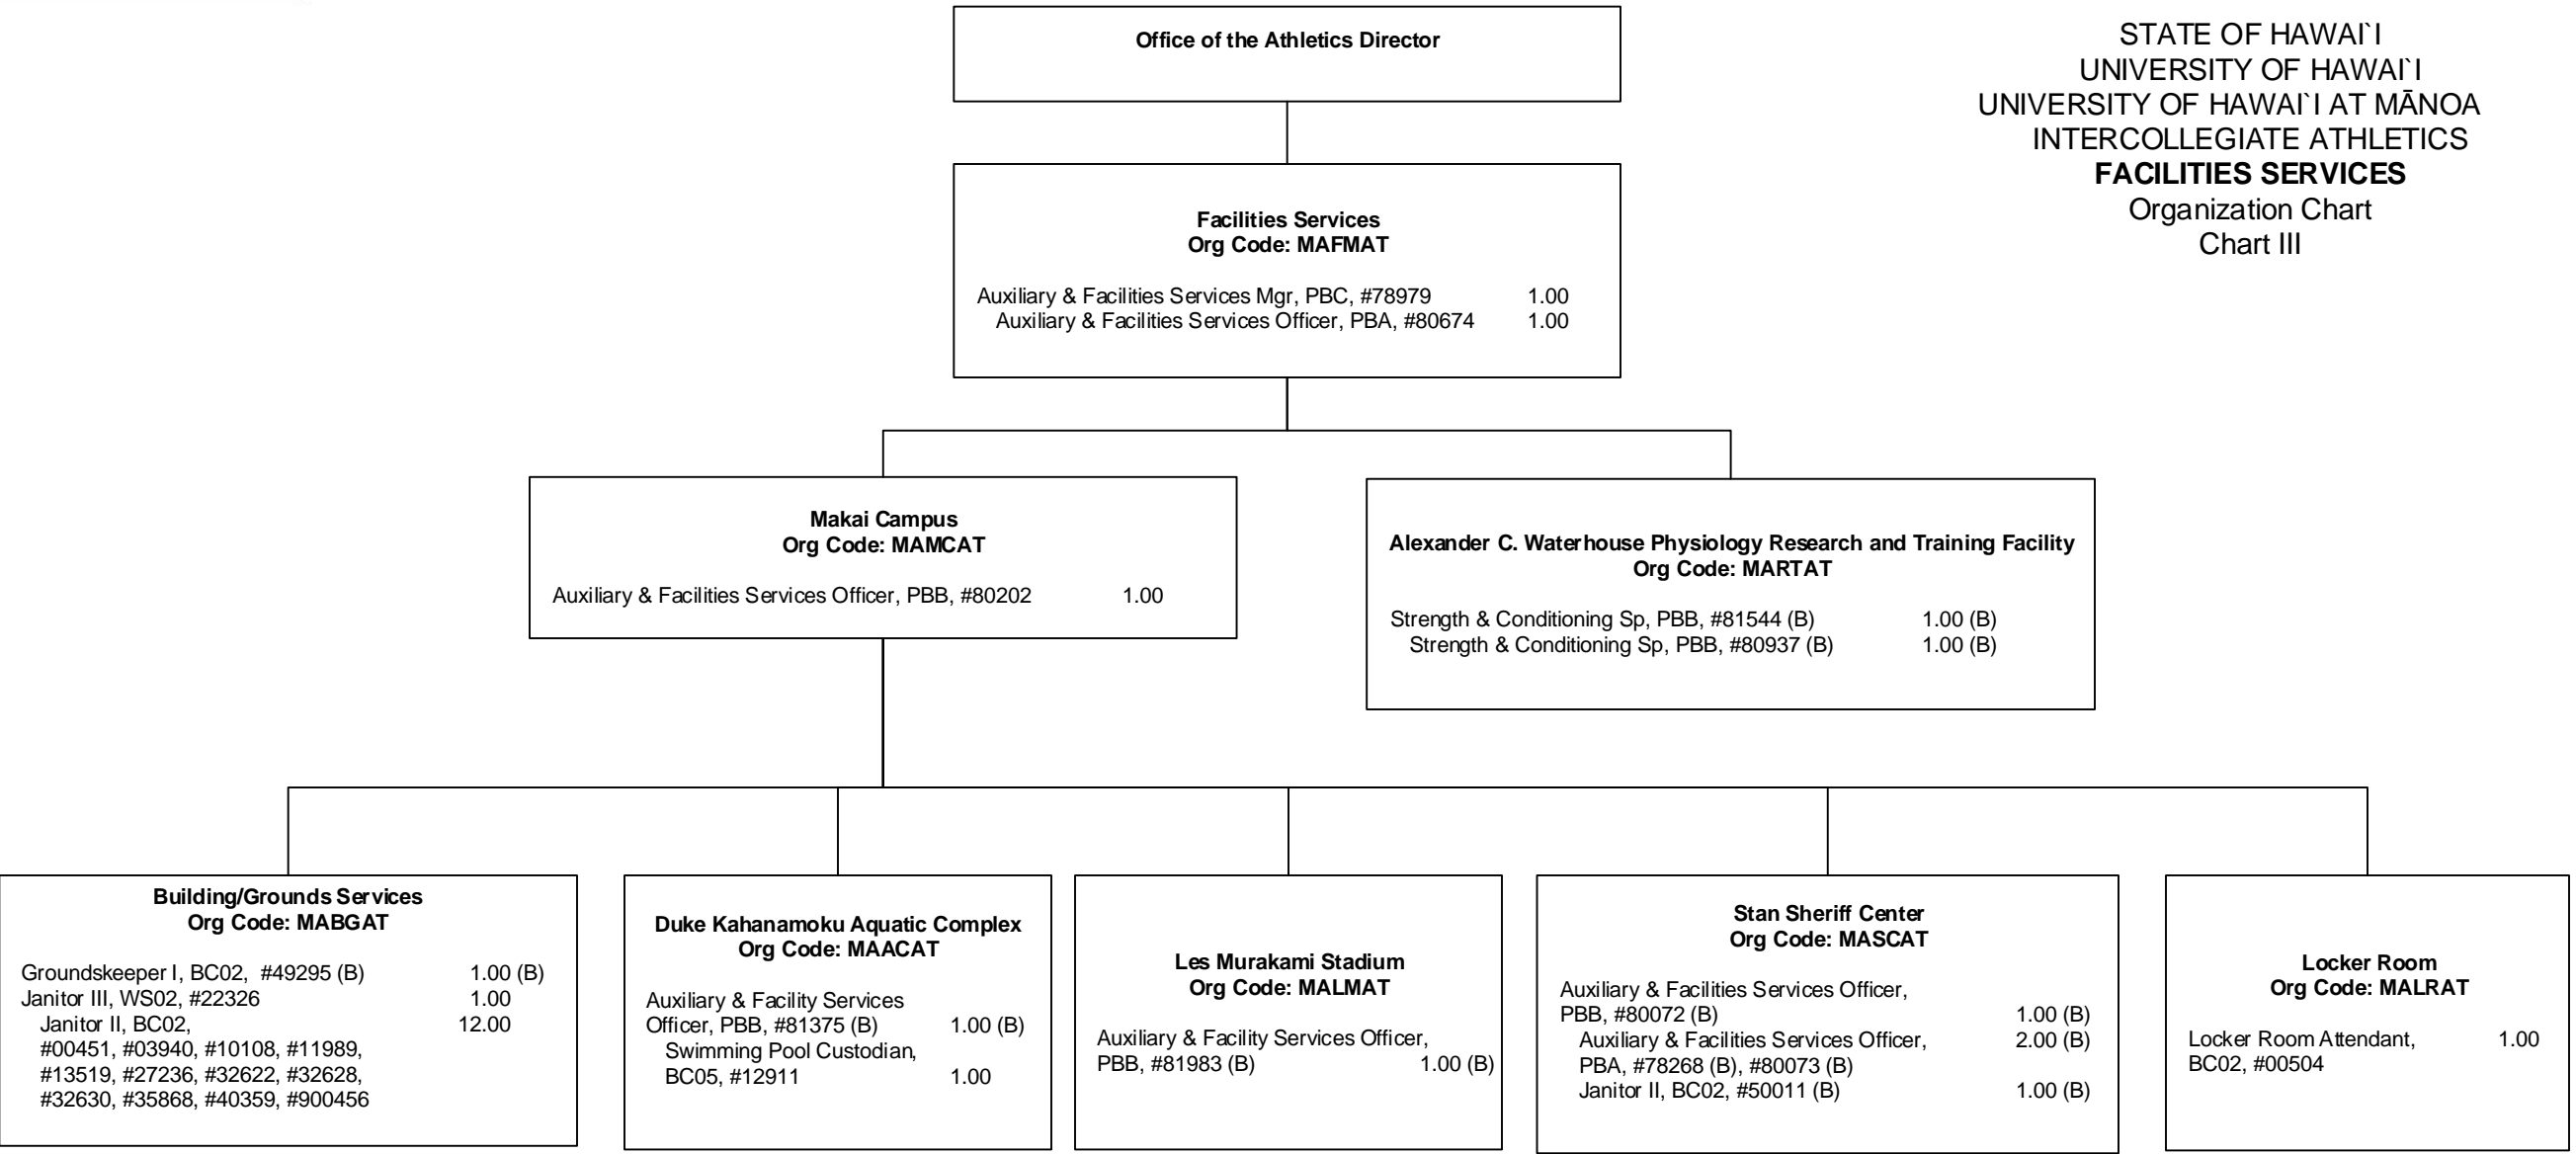 STATE OF HAWAI`I
UNIVERSITY OF HAWAI`I
UNIVERSITY OF HAWAI`I AT MĀNOA
INTERCOLLEGIATE ATHLETICS
FACILITIES SERVICES
Organization Chart
Chart III
Office of the Athletics Director
Facilities Services
Org Code: MAFMAT
Auxiliary & Facilities Services Mgr, PBC, #78979 1.00
Auxiliary & Facilities Services Officer, PBA, #80674 1.00
Makai Campus
Org Code: MAMCAT
Auxiliary & Facilities Services Officer, PBB, #80202 1.00
Alexander C. Waterhouse Physiology Research and Training Facility
Org Code: MARTAT
Strength & Conditioning Sp, PBB, #81544 (B) 1.00 (B)
Strength & Conditioning Sp, PBB, #80937 (B) 1.00 (B)
Building/Grounds Services
Org Code: MABGAT
Groundskeeper I, BC02, #49295 (B) 1.00 (B)
Janitor III, WS02, #22326 1.00
Janitor II, BC02, 12.00
#00451, #03940, #10108, #11989,
#13519, #27236, #32622, #32628,
#32630, #35868, #40359, #900456
Duke Kahanamoku Aquatic Complex
Org Code: MAACAT
Auxiliary & Facility Services
Officer, PBB, #81375 (B) 1.00 (B)
Swimming Pool Custodian,
BC05, #12911 1.00
Les Murakami Stadium
Org Code: MALMAT
Auxiliary & Facility Services Officer,
PBB, #81983 (B) 1.00 (B)
Stan Sheriff Center
Org Code: MASCAT
Auxiliary & Facilities Services Officer,
PBB, #80072 (B) 1.00 (B)
Auxiliary & Facilities Services Officer, 2.00 (B)
PBA, #78268 (B), #80073 (B)
Janitor II, BC02, #50011 (B) 1.00 (B)
Locker Room
Org Code: MALRAT
Locker Room Attendant, 1.00
BC02, #00504